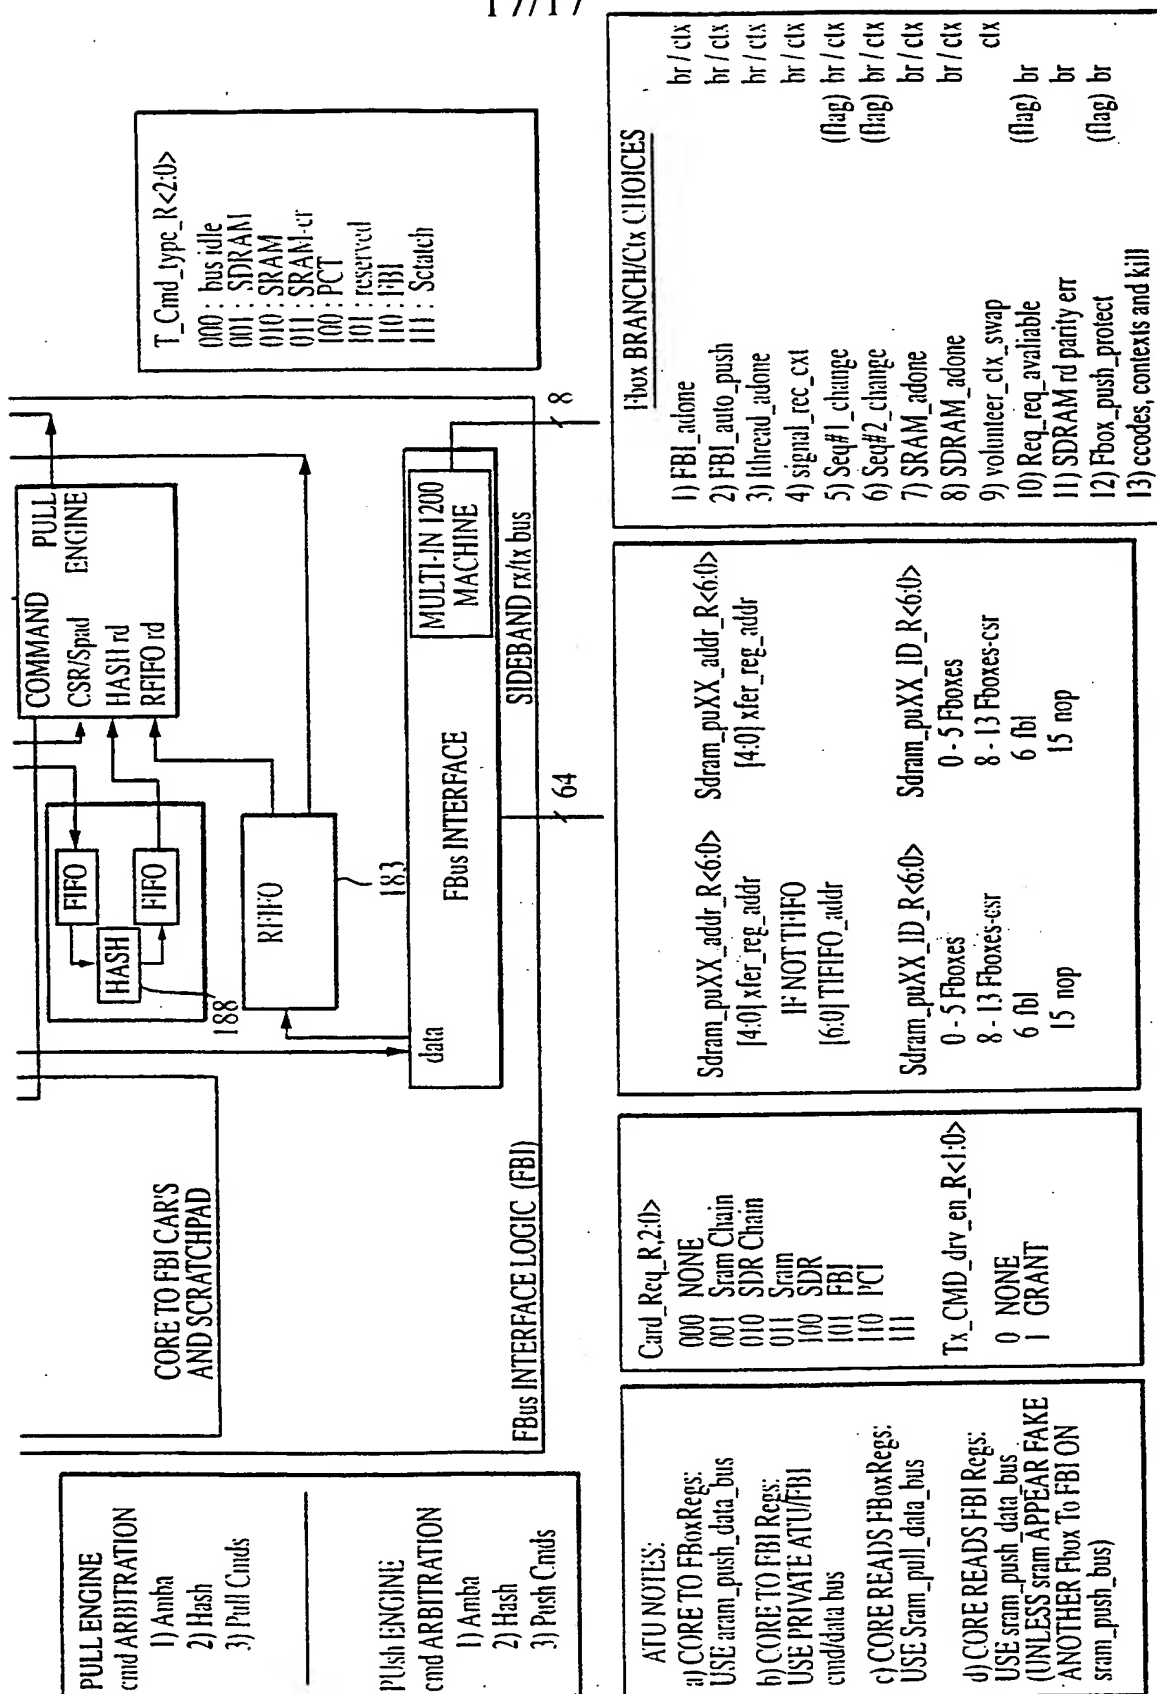 17/17
PULL ENGINE
cmd ARBITRATION
1) Amba
2) Hash
3) Pull Cmds
PUsh ENGINE
cmd ARBITRATION
1) Amba
2) Hash
3) Push Cmds
CORE TO FBI CAR'S
AND SCRATCHPAD
FBus INTERFACE LOGIC (FBI)
FIFO
HASH
FIFO
188
COMMAND
PULL
ENGINE
CSR/Spad
HASH rd
RFIFO rd
RFIFO
183
data
FBus INTERFACE
MULTI-IN 1200
MACHINE
SIDEBAND rx/tx bus
64
8
T_Cmd_type_R<2:0>
000 : bus idle
001 : SDRAM
010 : SRAM
011 : SRAM-cr
100 : PCT
101 : reserved
110 : FBI
111 : Sctatch
ATU NOTES:
a) CORE TO FBoxRegs:
USE aram_push_data_bus
b) CORE TO FBI Regs:
USE PRIVATE ATU/FBI
cmd/data bus
c) CORE READS FBoxRegs:
USE Sram_pull_data_bus
d) CORE READS FBI Regs:
USE sram_push_data_bus
(UNLESS sram APPEAR FAKE
ANOTHER Fbox To FBI ON
sram_push_bus)
Card_Req_R,2:0>
000 NONE
001 Sram Chain
010 SDR Chain
011 Sram
100 SDR
101 FBI
110 PCI
111
Tx_CMD_drv_en_R<1:0>
0 NONE
1 GRANT
Sdram_puXX_addr_R<6:0>
[4:0] xfer_reg_addr
IF NOT TFIFO
[6:0] TFIFIFO_addr
Sdram_puXX_ID_R<6:0>
0 - 5 Fboxes
8 - 13 Fboxes-csr
6 fbI
15 nop
Sdram_puXX_addr_R<6:0>
[4:0] xfer_reg_addr
Sdram_puXX_ID_R<6:0>
0 - 5 Fboxes
8 - 13 Fboxes-csr
6 fbI
15 nop
Fbox BRANCH/Ctx CHOICES
1) FBI_adone br / ctx
2) FBI_auto_push br / ctx
3) Ithread_adone br / ctx
4) signal_rec_cxt br / ctx
5) Seq#1_change (flag) br / ctx
6) Seq#2_change (flag) br / ctx
7) SRAM_adone br / ctx
8) SDRAM_adone br / ctx
9) volunteer_ctx_swap ctx
10) Req_req_avaliable (flag) br
11) SDRAM rd parity err br
12) Fbox_push_protect (flag) br
13) ccodes, contexts and kill